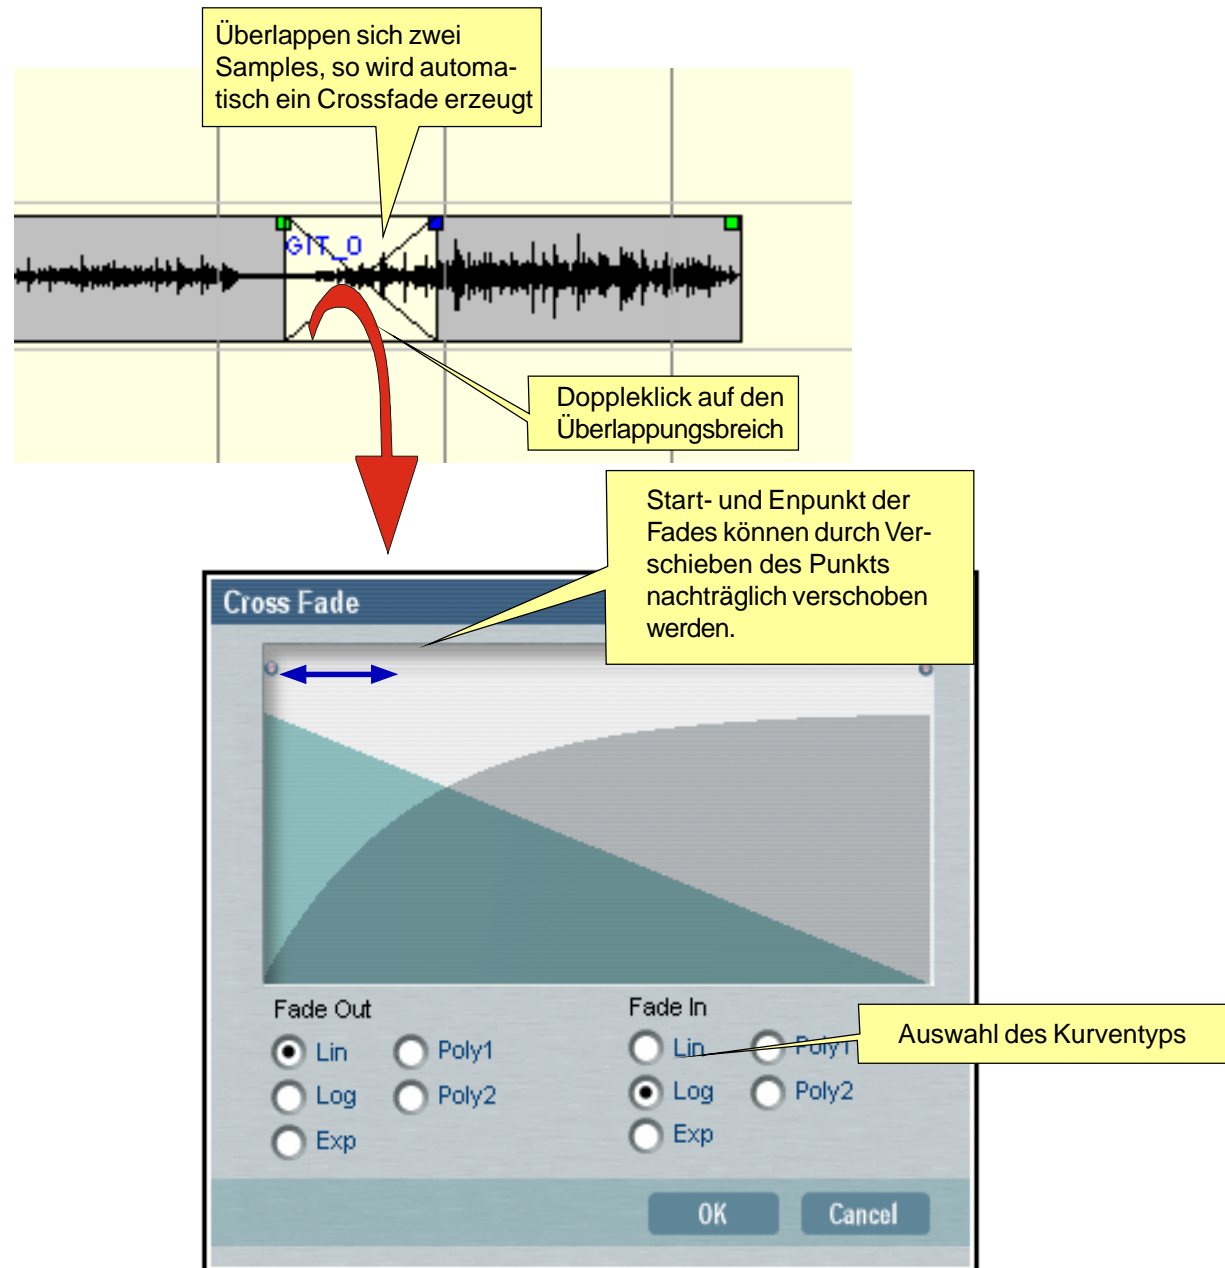 Überlappen sich zwei
Samples, so wird automa-
tisch ein Crossfade erzeugt
GIT_0
Doppleklick auf den
Überlappungsbreich
Start- und Enpunkt der
Fades können durch Ver-
schieben des Punkts
nachträglich verschoben
werden.
Cross Fade
Fade Out
Lin Poly1
Log Poly2
Exp
Fade In
Lin Poly1
Log Poly2
Exp
Auswahl des Kurventyps
OK Cancel